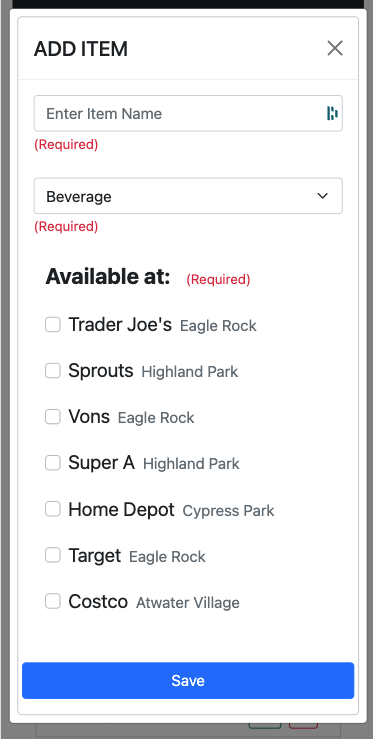 ADD ITEM
Enter Item Name
(Required)
Beverage
(Required)
Available at: (Required)
Trader Joe's Eagle Rock
Sprouts Highland Park
Vons Eagle Rock
Super A Highland Park
Home Depot Cypress Park
Target Eagle Rock
Costco Atwater Village
Save